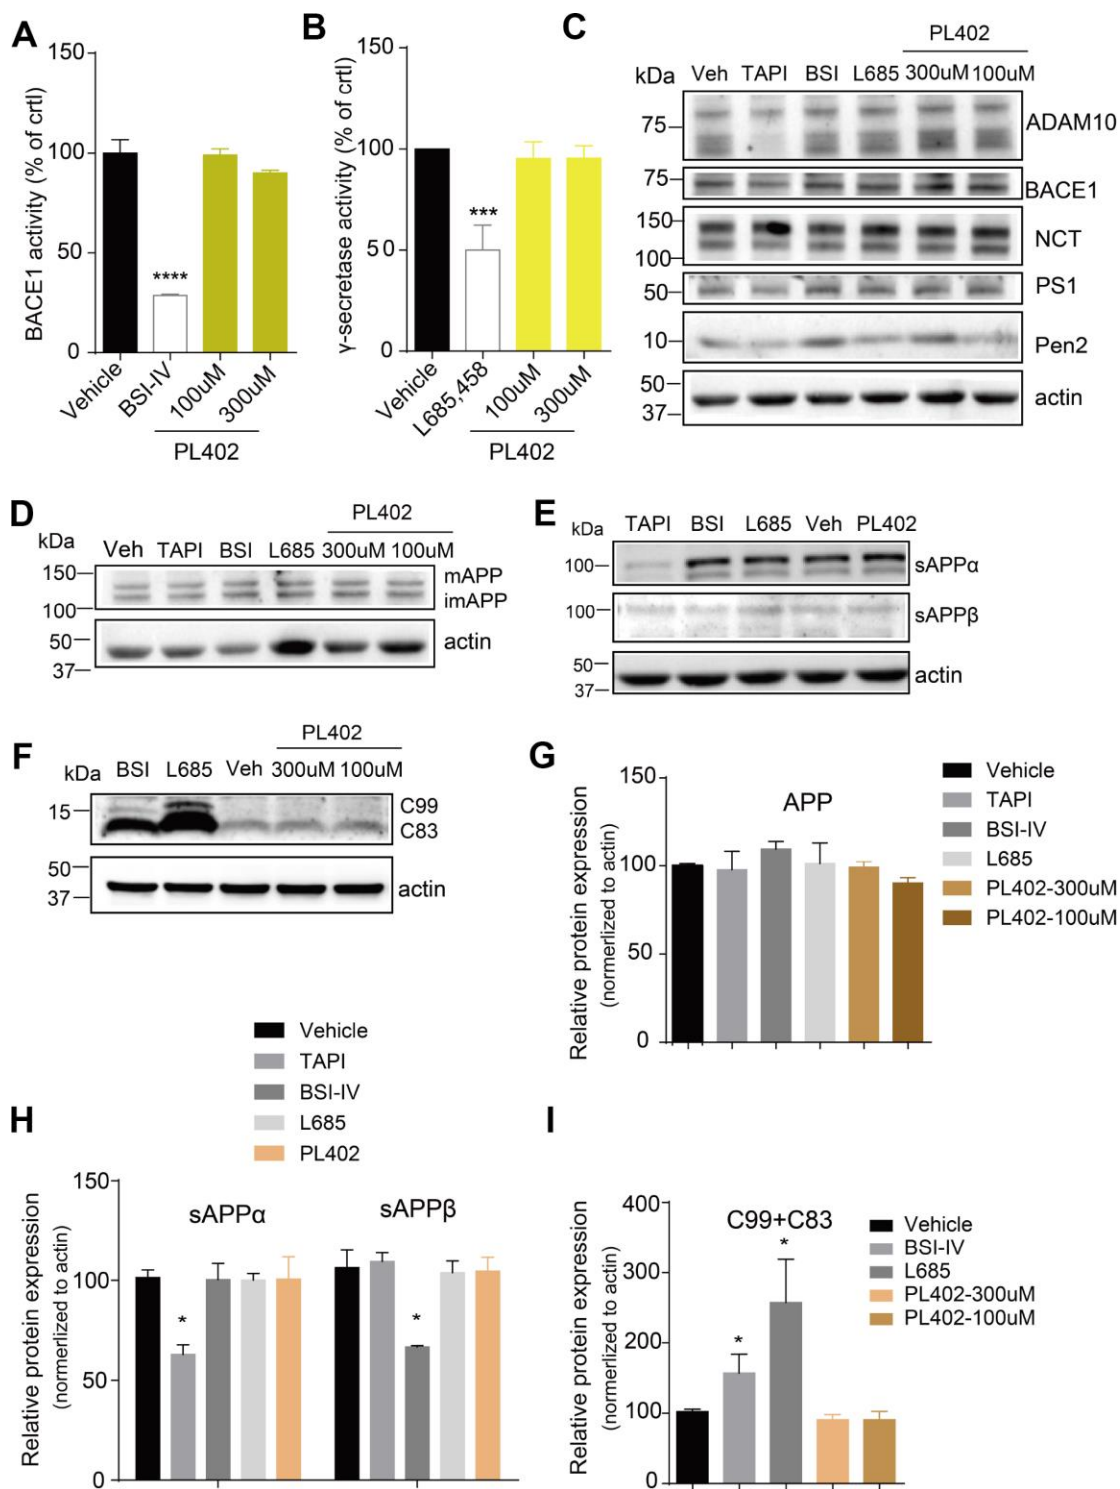 A
150
100
50
0
BACE1 activity (% of crtl)
****
Vehicle
BSI-IV
100uM
300uM
PL402
B
150
100
50
0
γ-secretase activity (% of crtl)
***
Vehicle
L685,458
100uM
300uM
PL402
C
PL402
kDa Veh TAPI BSI L685 300uM 100uM
75 ADAM10
75 BACE1
150
100 NCT
50 PS1
10 Pen2
50
37 actin
D
PL402
kDa Veh TAPI BSI L685 300uM 100uM
150 mAPP
100 imAPP
50 actin
37
E
kDa TAPI BSI L685 Veh PL402
100 sAPPα
100 sAPPβ
50
37 actin
F
PL402
kDa BSI L685 Veh 300uM 100uM
15 C99
C83
50
37 actin
G
APP
150
100
50
0
Relative protein expression
(normerlized to actin)
Vehicle
TAPI
BSI-IV
L685
PL402-300uM
PL402-100uM
Vehicle
TAPI
BSI-IV
L685
PL402
H
150
100
50
0
Relative protein expression
(normerlized to actin)
sAPPα sAPPβ
*
*
I
400
300
200
100
0
Relative protein expression
(normerlized to actin)
C99+C83
*
*
Vehicle
BSI-IV
L685
PL402-300uM
PL402-100uM